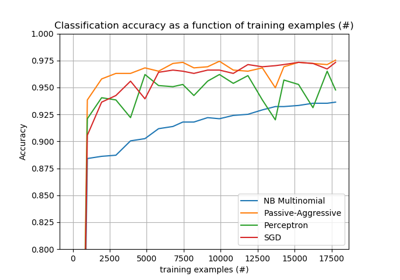 Classification accuracy as a function of training examples (#)
1.000
0.975
0.950
0.925
0.900
0.875
0.850
0.825
0.800
Accuracy
NB Multinomial
Passive-Aggressive
Perceptron
SGD
0 2500 5000 7500 10000 12500 15000 17500
training examples (#)